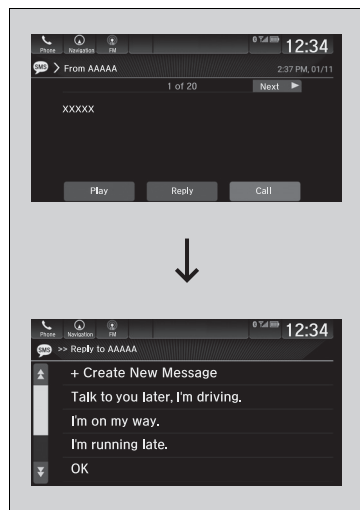 Phone Navigation FM 12:34
SMS > From AAAAA 2:37 PM, 01/11
1 of 20 Next
XXXXX
Play Reply Call
Phone Navigation FM 12:34
SMS >> Reply to AAAAA
+ Create New Message
Talk to you later, I'm driving.
I'm on my way.
I'm running late.
OK